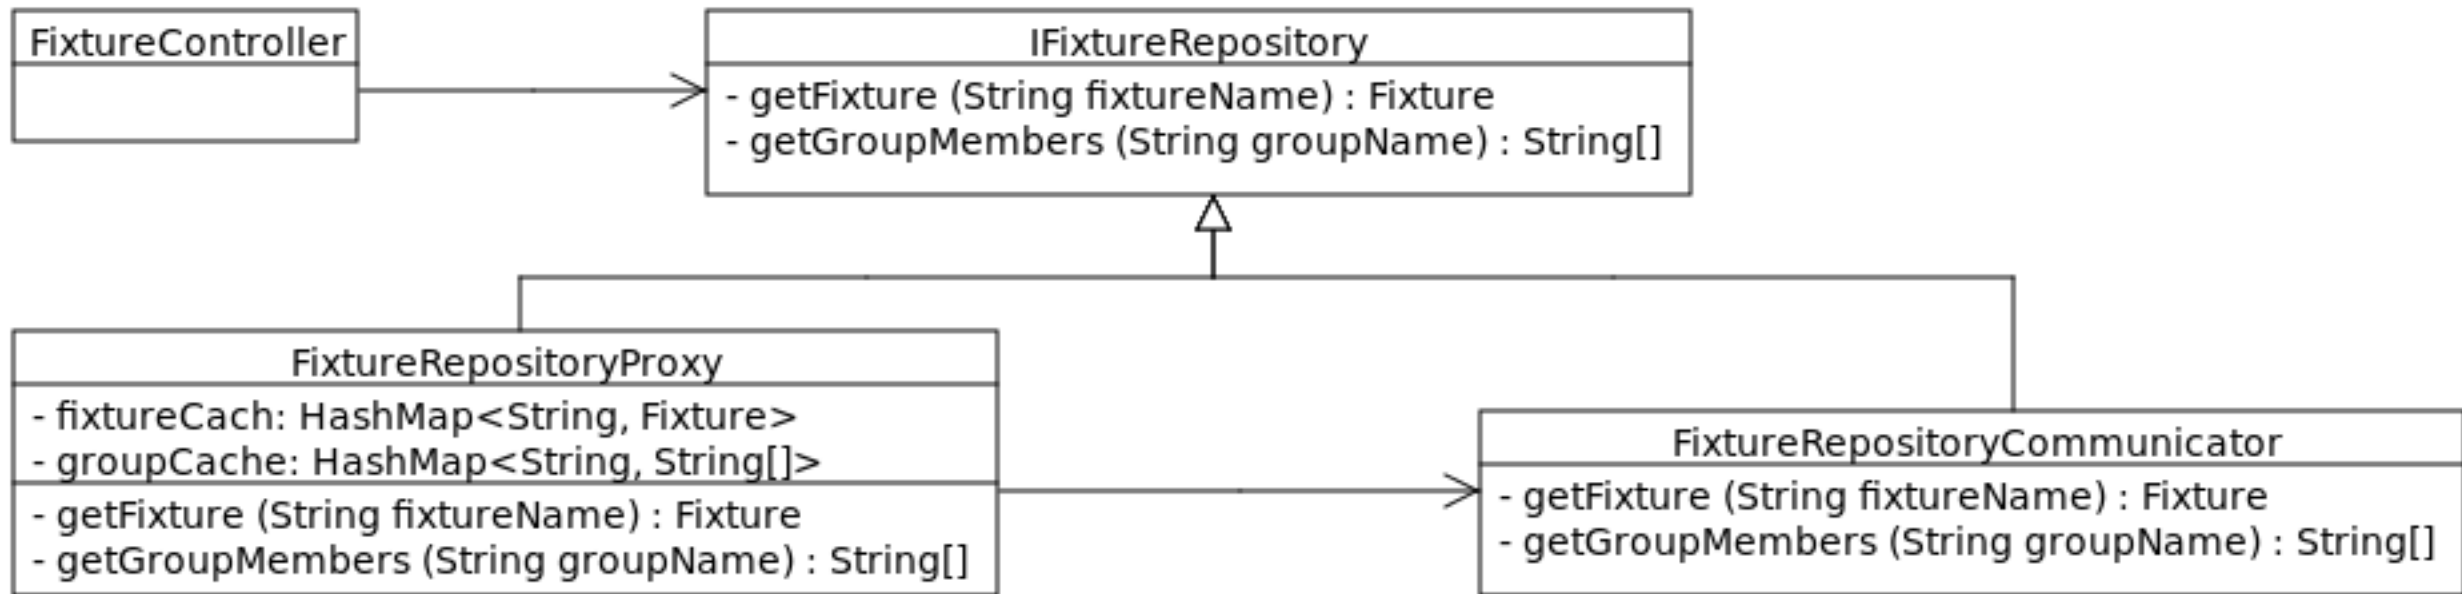 FixtureController
IFixtureRepository
- getFixture (String fixtureName) : Fixture
- getGroupMembers (String groupName) : String[]
FixtureRepositoryProxy
- fixtureCach: HashMap<String, Fixture>
- groupCache: HashMap<String, String[]>
- getFixture (String fixtureName) : Fixture
- getGroupMembers (String groupName) : String[]
FixtureRepositoryCommunicator
- getFixture (String fixtureName) : Fixture
- getGroupMembers (String groupName) : String[]